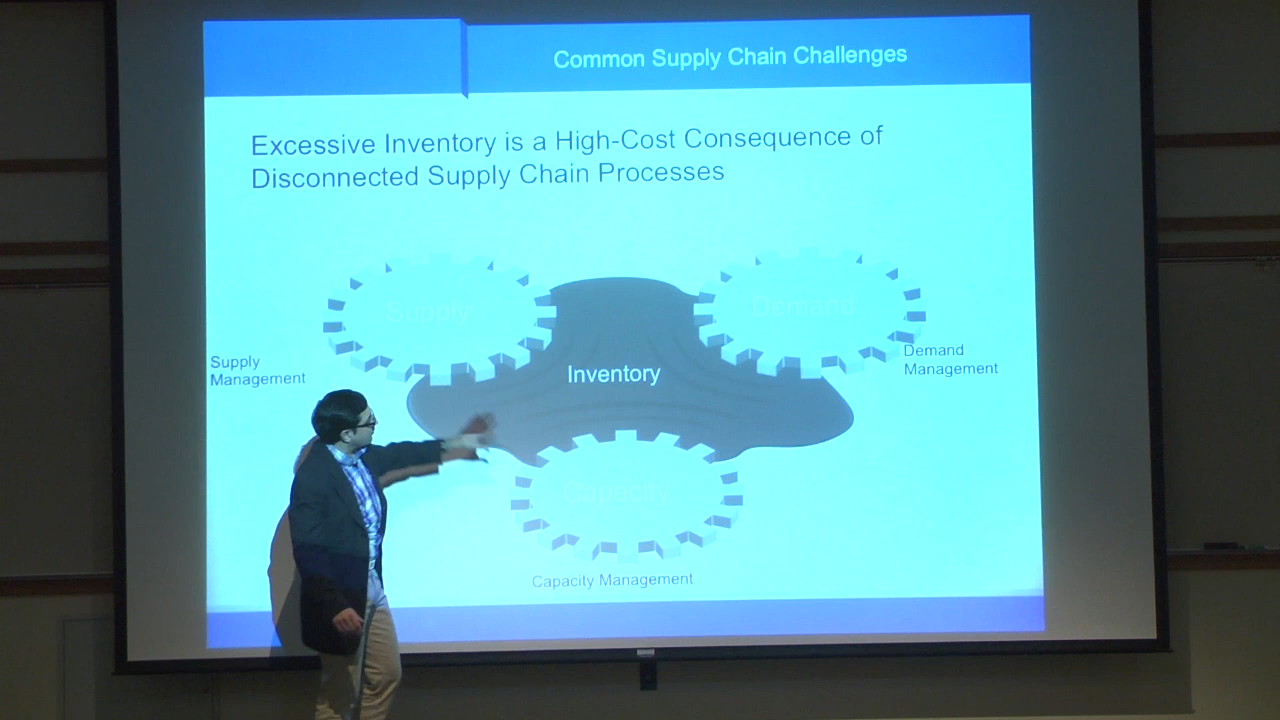 Common Supply Chain Challenges
Excessive Inventory is a High-Cost Consequence of
Disconnected Supply Chain Processes
Supply
Demand
Inventory
Supply
Management
Demand
Management
Capacity
Capacity Management